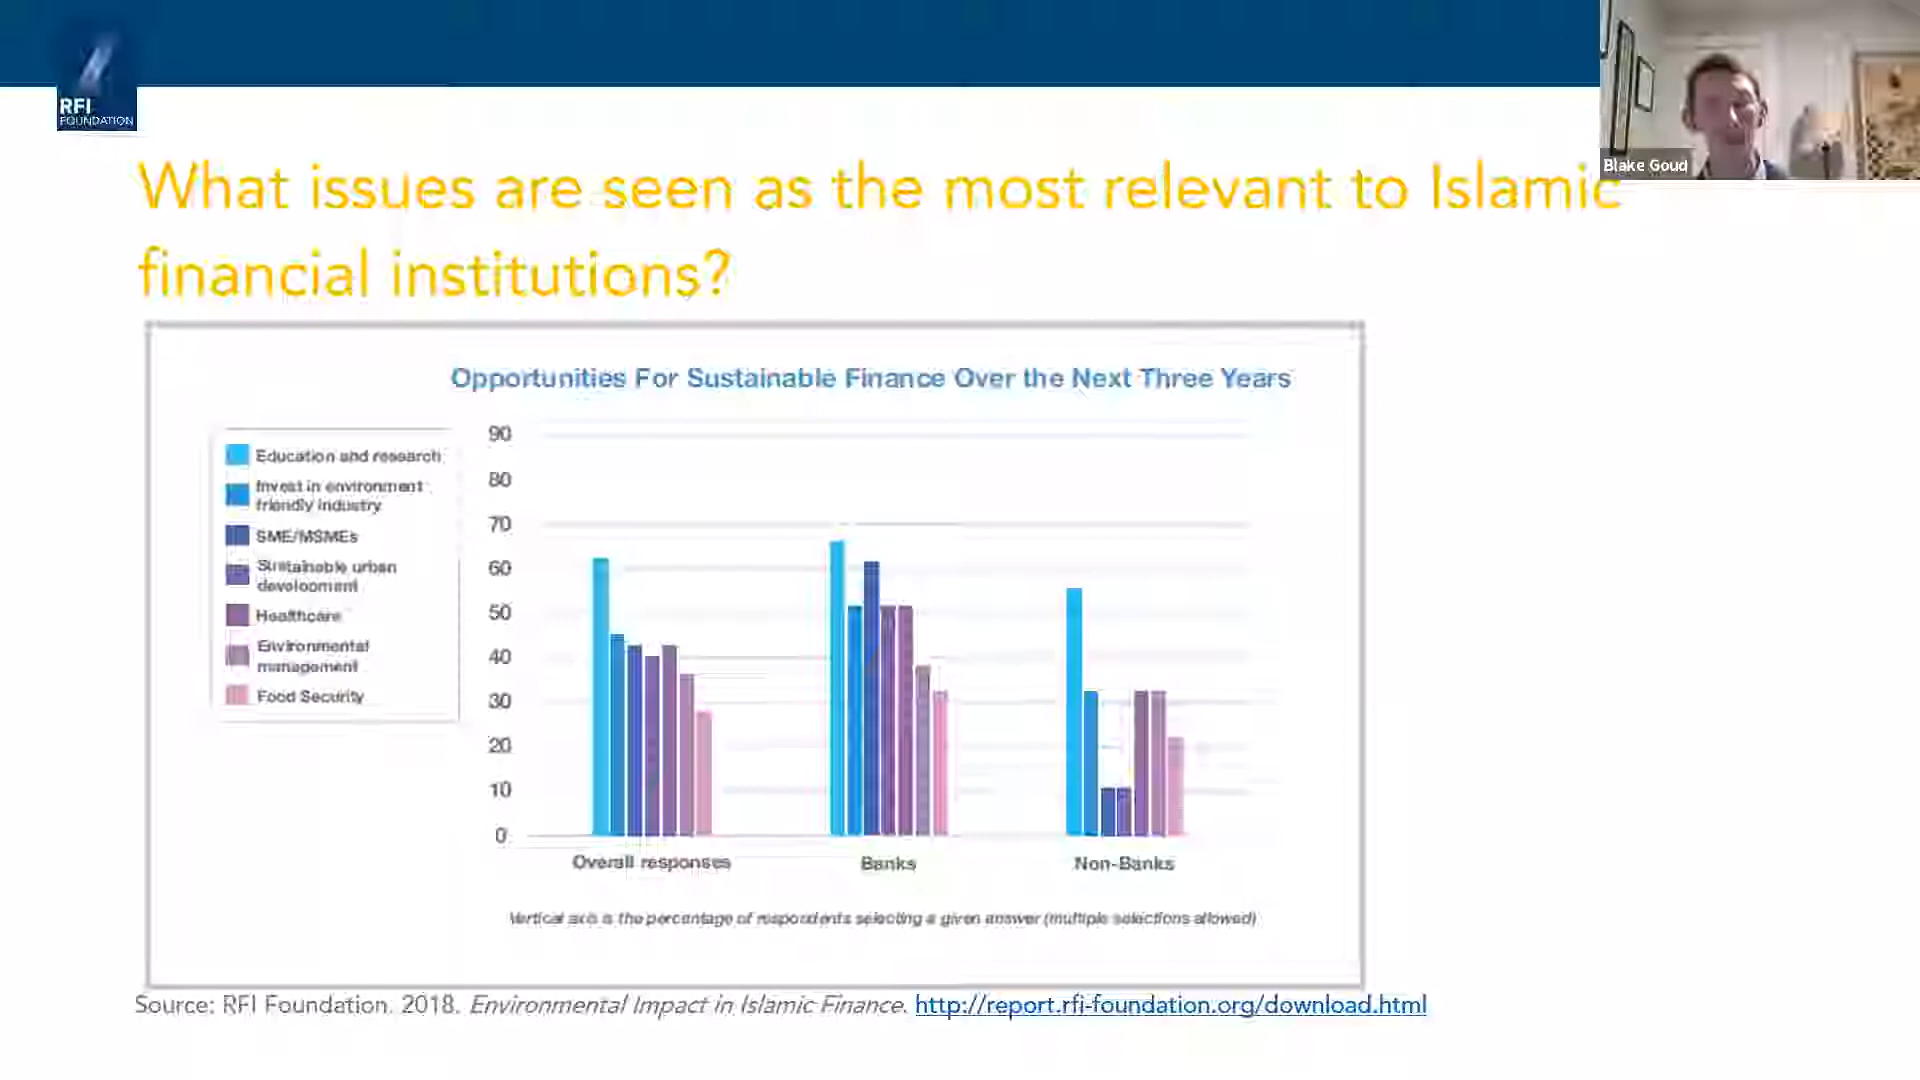 RFI
FOUNDATION
Blake Goud
What issues are seen as the most relevant to Islamic
financial institutions?
Opportunities For Sustainable Finance Over the Next Three Years
Education and research
Invest in environment
friendly industry
SME/MSMEs
Sustainable urban
development
Healthcare
Environmental
management
Food Security
90
80
70
60
50
40
30
20
10
0
Overall responses
Banks
Non-Banks
Vertical axis is the percentage of respondents selecting a given answer (multiple selections allowed)
Source: RFI Foundation. 2018. Environmental Impact in Islamic Finance. http://report.rfi-foundation.org/download.html